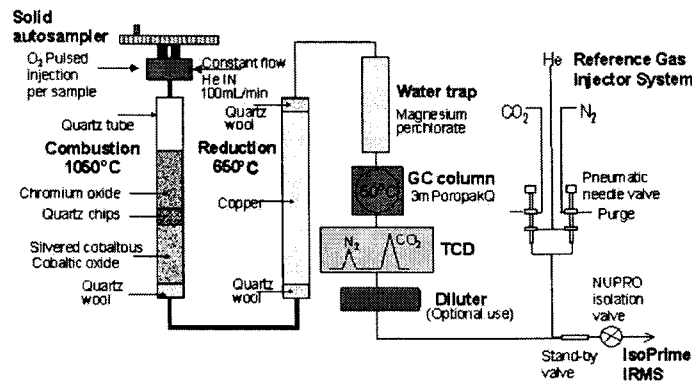 Solid
autosampler
O₂ Pulsed
injection
per sample
Constant flow
He IN
100mL/min
Quartz tube
Combustion
1050°C
Chromium oxide
Quartz chips
Silvered cobaltous
Cobaltic oxide
Quartz
wool
Quartz
wool
Reduction
650°C
Copper
Quartz
wool
Water trap
Magnesium
perchlorate
60°C
GC column
3m PoropakQ
N₂
CO₂
TCD
Diluter
(Optional use)
He
Reference Gas
Injector System
CO₂
N₂
Pneumatic
needle valve
Purge
NUPRO
isolation
valve
Stand-by
valve
IsoPrime
IRMS